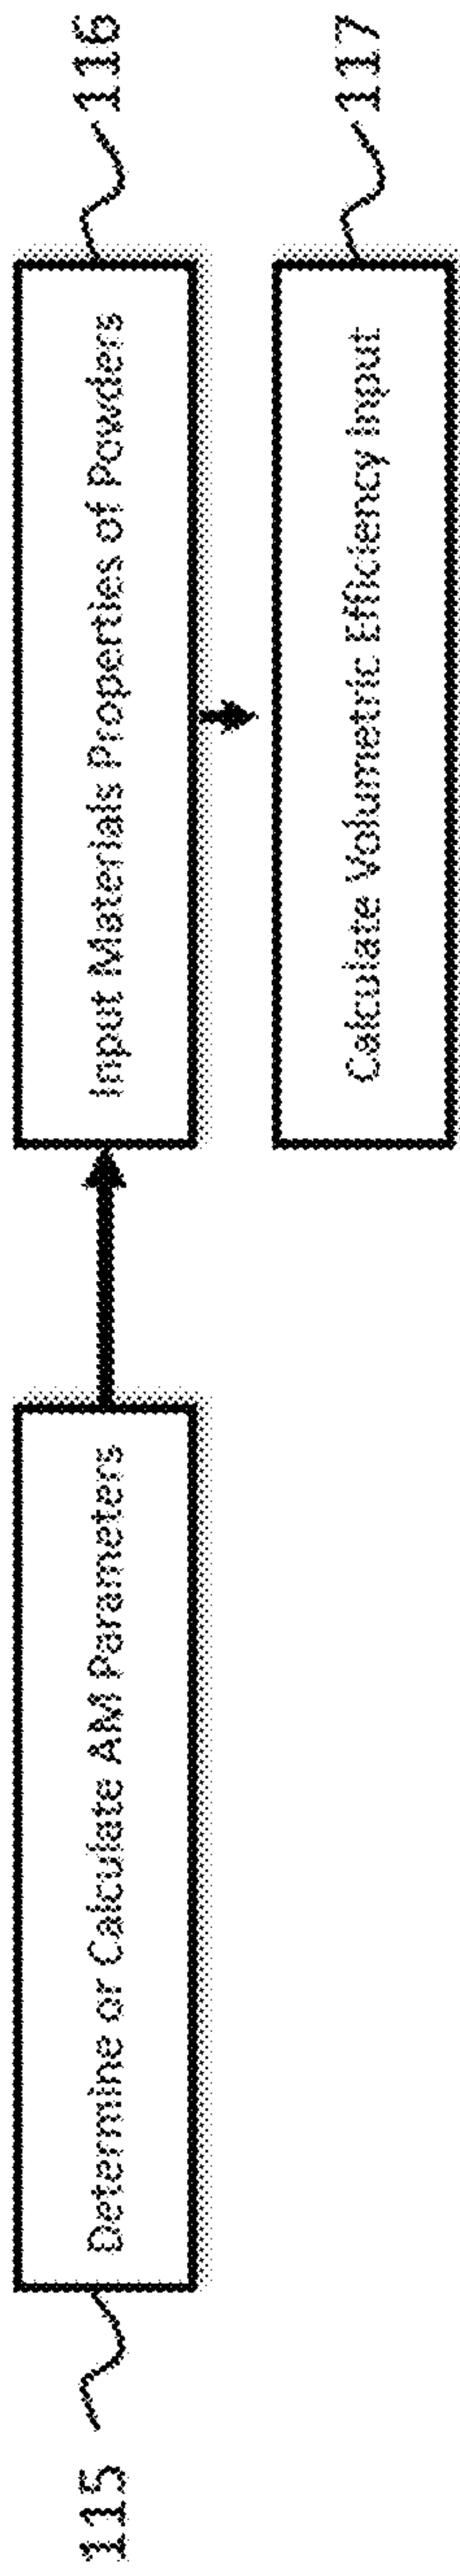 115
Determine or Calculate AM Parameters
Input Materials Properties of Powders
116
Calculate Volumetric Efficiency Input
117